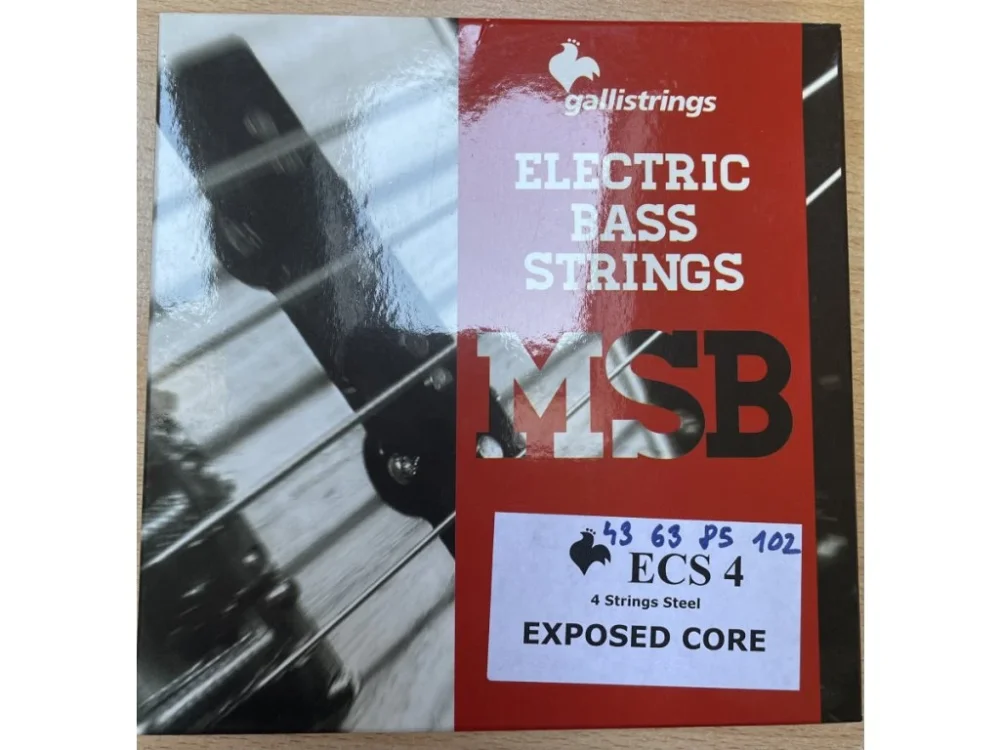 gallistrings
ELECTRIC
BASS
STRINGS
MSB
43 63 85 102
ECS 4
4 Strings Steel
EXPOSED CORE